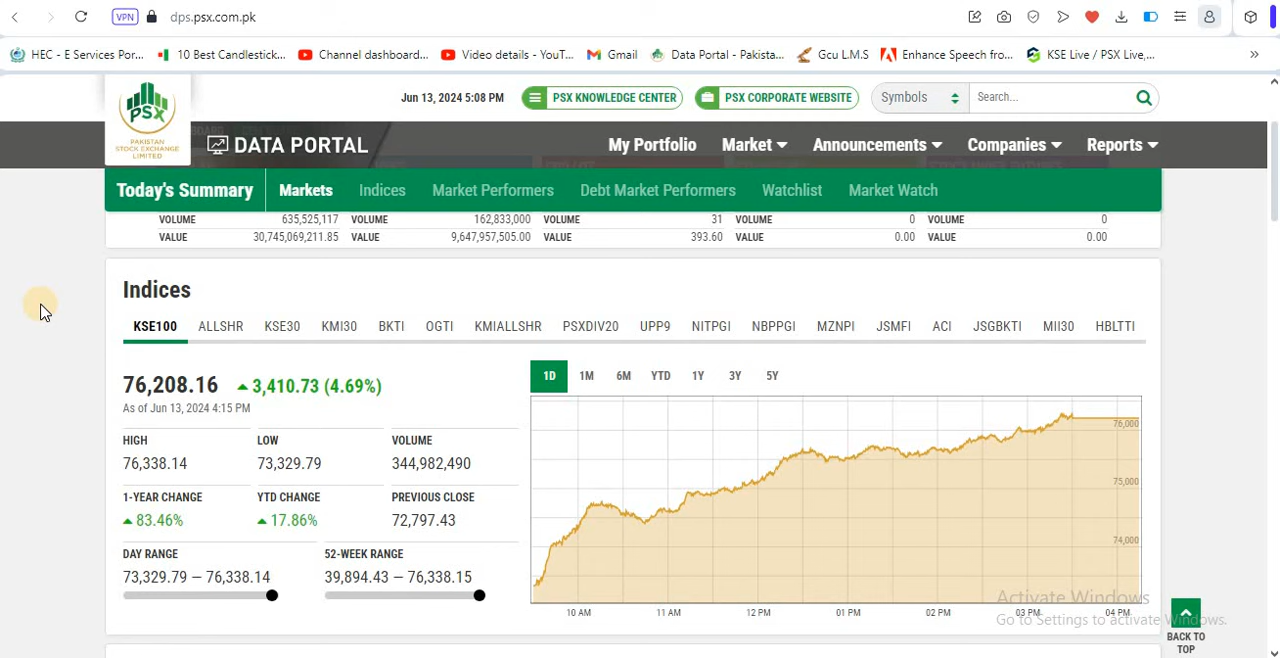 VPN dps.psx.com.pk
HEC - E Services Por... 10 Best Candlestick... Channel dashboard... Video details - YouT... Gmail Data Portal - Pakista... Gcu L.M.S Enhance Speech fro... KSE Live / PSX Live,... »
PSX
PAKISTAN
STOCK EXCHANGE
LIMITED
Jun 13, 2024 5:08 PM PSX KNOWLEDGE CENTER PSX CORPORATE WEBSITE Symbols Search...
DATA PORTAL My Portfolio Market Announcements Companies Reports
Today's Summary Markets Indices Market Performers Debt Market Performers Watchlist Market Watch
VOLUME 635,525,117 VOLUME 162,833,000 VOLUME 31 VOLUME 0 VOLUME 0
VALUE 30,745,069,211.85 VALUE 9,647,957,505.00 VALUE 393.60 VALUE 0.00 VALUE 0.00
Indices
KSE100 ALLSHR KSE30 KMI30 BKTI OGTI KMIALLSHR PSXDIV20 UPP9 NITPGI NBPPGI MZNPI JSMFI ACI JSGBKTI MII30 HBLTTI
76,208.16 3,410.73 (4.69%)
As of Jun 13, 2024 4:15 PM
HIGH LOW VOLUME
76,338.14 73,329.79 344,982,490
1-YEAR CHANGE YTD CHANGE PREVIOUS CLOSE
83.46% 17.86% 72,797.43
DAY RANGE 52-WEEK RANGE
73,329.79 — 76,338.14 39,894.43 — 76,338.15
1D 1M 6M YTD 1Y 3Y 5Y
76,000
75,000
74,000
10 AM 11 AM 12 PM 01 PM 02 PM 03 PM 04 PM
Activate Windows
Go to Settings to activate Windows.
BACK TO
TOP